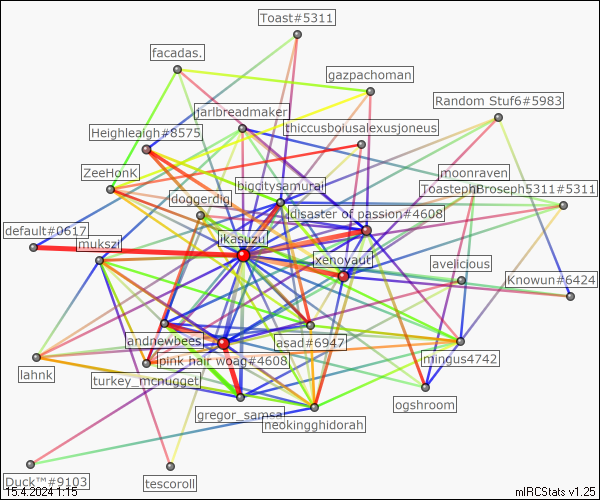 Toast#5311
facadas.
gazpachoman
Random Stuf6#5983
jarlbreadmaker
thiccusboiusalexusjoneus
Heighleigh#8575
moonraven
ZeeHonK
bigcitysamurai
ToastephBroseph5311#5311
doggerdig
disaster of passion#4608
default#0617
mukszi
ikasuzu
xenoyaut
avelicious
Knowun#6424
andnewbees
asad#6947
pink hair woag#4608
mingus4742
lahnk
turkey_mcnugget
ogshroom
gregor_samsa
neokingghidorah
Duck™#9103
tescoroll
15.4.2024 1:15
mIRCStats v1.25